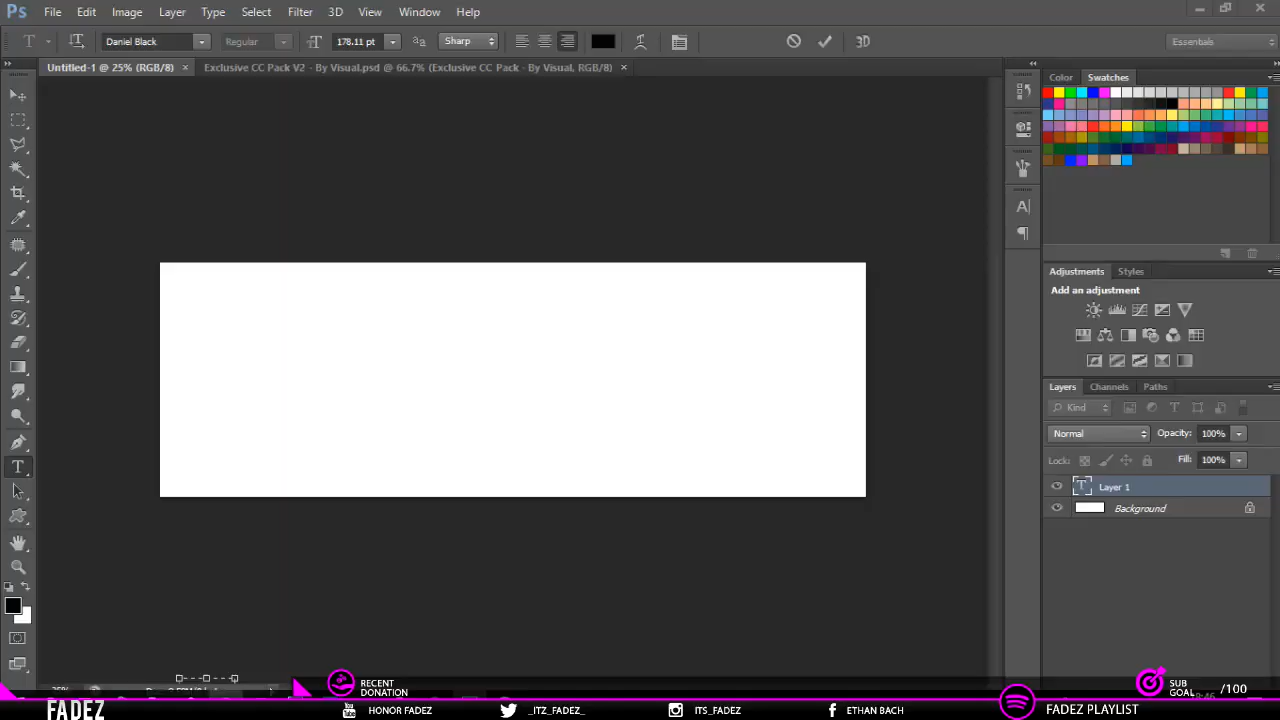 Ps File Edit Image Layer Type Select Filter 3D View Window Help
T Daniel Black Regular 178.11 pt aa Sharp 3D Essentials
Untitled-1 @ 25% (RGB/8) × Exclusive CC Pack V2 - By Visual.psd @ 66.7% (Exclusive CC Pack - By Visual, RGB/8) ×
Color Swatches
Adjustments Styles
Add an adjustment
Layers Channels Paths
Kind
Normal Opacity: 100%
Lock: Fill: 100%
T Layer 1
Background
25%
RECENT
DONATION
SUB
GOAL
/100
FADEZ
You
Tube
HONOR FADEZ
_ITZ_FADEZ_
ITS_FADEZ
ETHAN BACH
FADEZ PLAYLIST